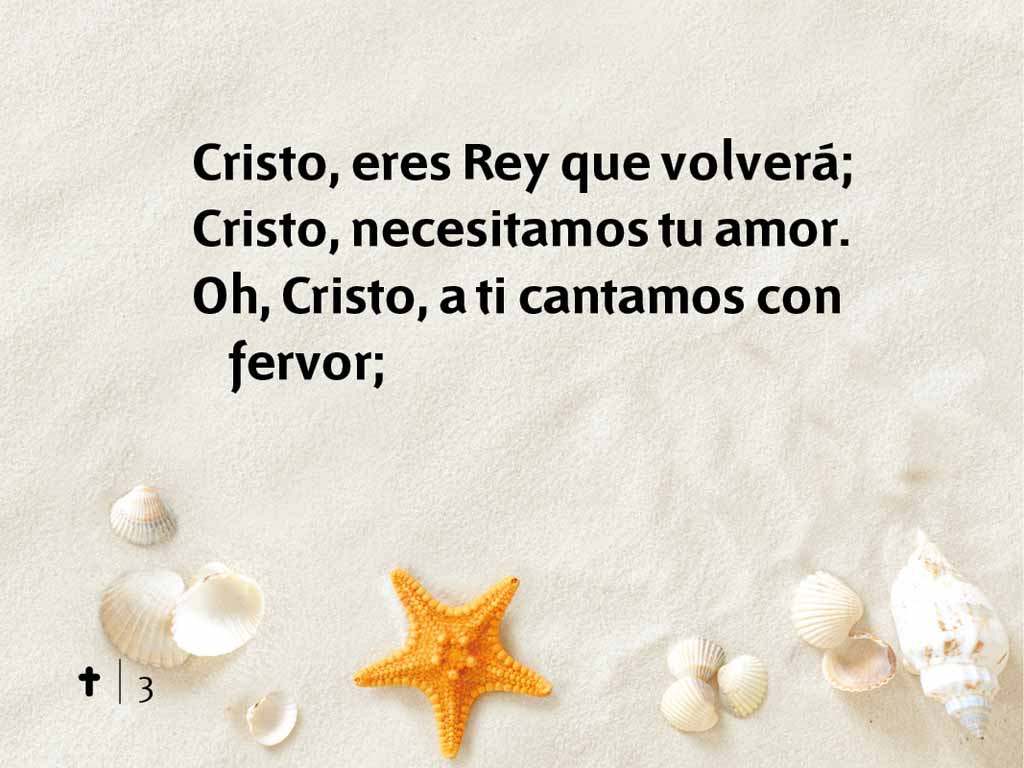 Cristo, eres Rey que volverá;
Cristo, necesitamos tu amor.
Oh, Cristo, a ti cantamos con
fervor;
✝ | 3